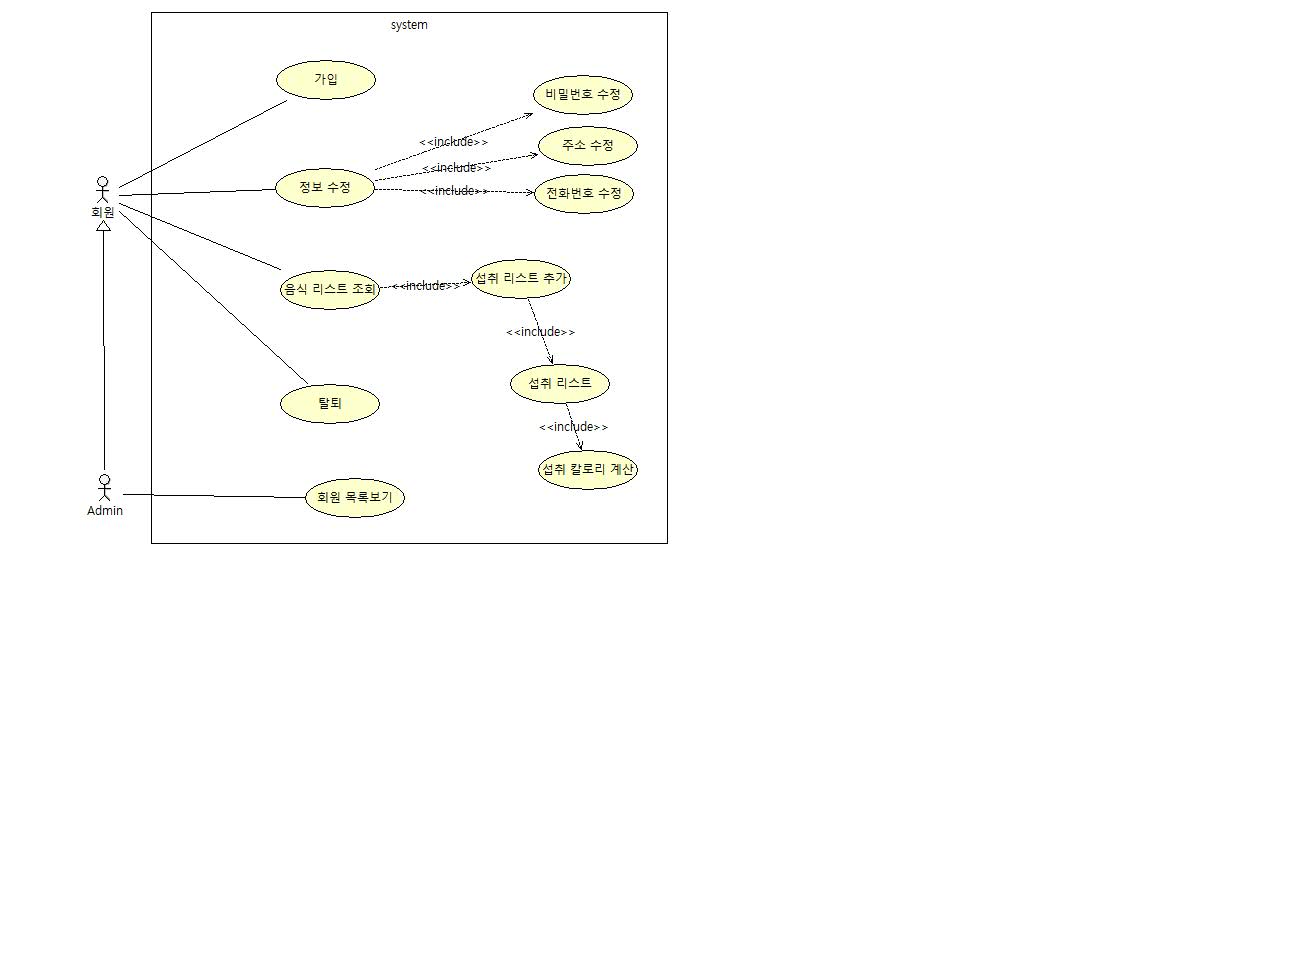 system
가입
비밀번호 수정
<<include>>
주소 수정
<<include>>
정보 수정
<<include>>
전화번호 수정
회원
음식 리스트 조회
<<include>>
섭취 리스트 추가
<<include>>
섭취 리스트
탈퇴
<<include>>
섭취 칼로리 계산
회원 목록보기
Admin